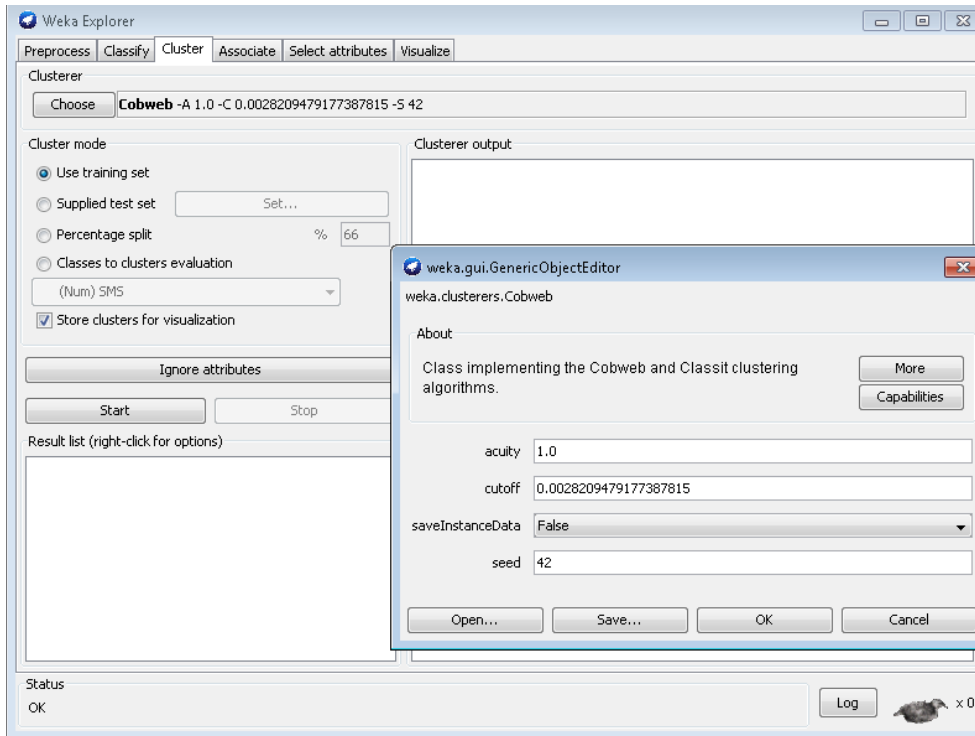 Weka Explorer
Preprocess Classify Cluster Associate Select attributes Visualize
Clusterer
Choose Cobweb -A 1.0 -C 0.0028209479177387815 -S 42
Cluster mode
Use training set
Supplied test set Set...
Percentage split % 66
Classes to clusters evaluation
(Num) SMS
Store clusters for visualization
Ignore attributes
Start Stop
Result list (right-click for options)
Clusterer output
weka.gui.GenericObjectEditor
weka.clusterers.Cobweb
About
Class implementing the Cobweb and Classit clustering
algorithms.
More
Capabilities
acuity 1.0
cutoff 0.0028209479177387815
saveInstanceData False
seed 42
Open... Save... OK Cancel
Status
OK
Log x 0